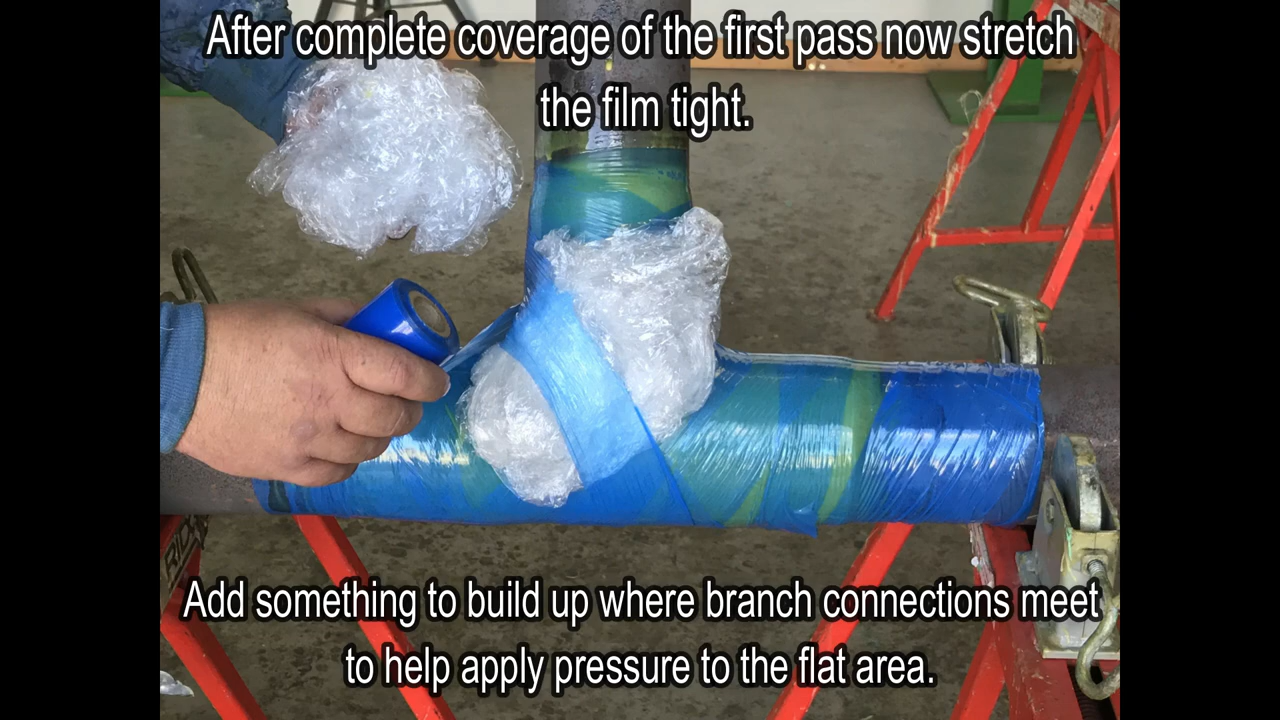 After complete coverage of the first pass now stretch
the film tight.
Add something to build up where branch connections meet
to help apply pressure to the flat area.